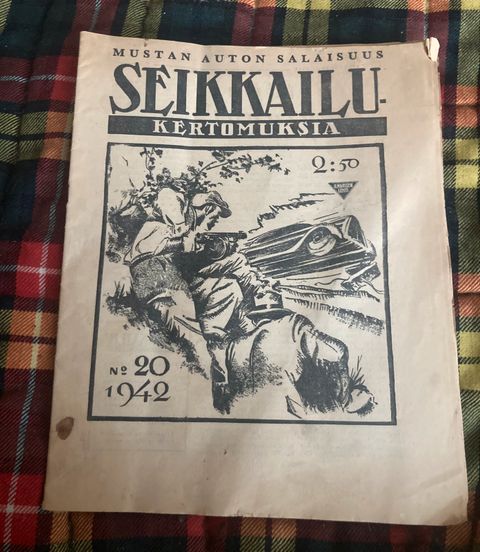 MUSTAN AUTON SALAISUUS
SEIKKAILU-
KERTOMUKSIA
2:50
No 20
1942